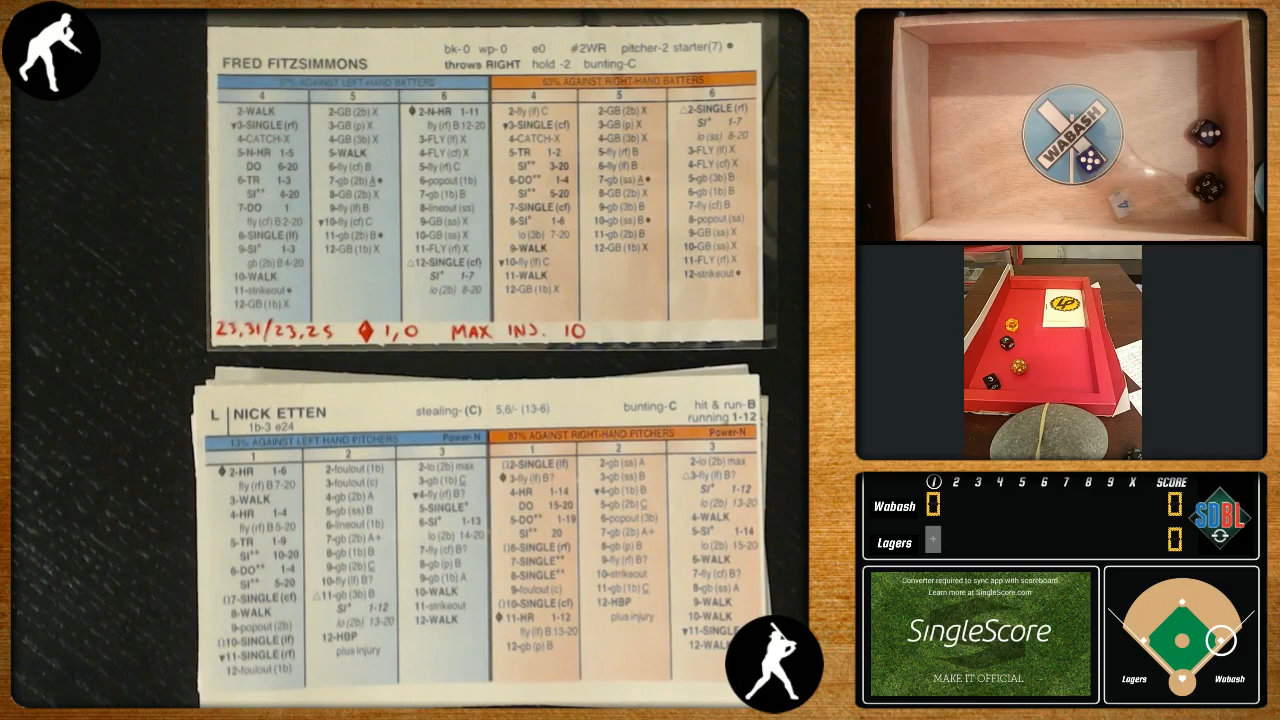 bk- 0 wp- 0 e0 #2WR pitcher-2 starter(7) •
FRED FITZSIMMONS throws RIGHT hold -2 bunting-C
37% AGAINST LEFT-HAND BATTERS 63% AGAINST RIGHT-HAND BATTERS
4 5 6 4 5 6
2-WALK
▾3-SINGLE (rf)
4-CATCH-X
5-N-HR 1-5
DO 6-20
6-TR 1-3
SI** 4-20
7-DO 1
fly (cf) B 2-20
8-SINGLE (lf)
9-SI* 1-3
gb (2b) B 4-20
10-WALK
11-strikeout •
12-GB (1b) X
2-GB (2b) X
3-GB (p) X
4-GB (3b) X
5-WALK
6-fly (cf) B
7-gb (2b) A •
8-GB (2b) X
9-fly (lf) B
▾10-fly (cf) C
11-gb (2b) B •
12-GB (1b) X
♦ 2-N-HR 1-11
fly (rf) B 12-20
3-FLY (lf) X
4-FLY (cf) X
5-fly (rf) C
6-popout (1b)
7-gb (1b) B
8-lineout (ss)
9-GB (ss) X
10-GB (ss) X
11-FLY (rf) X
△12-SINGLE (cf)
SI* 1-7
lo (2b) 8-20
2-fly (lf) C
▾3-SINGLE (cf)
4-CATCH-X
5-TR 1-2
SI** 3-20
6-DO** 1-4
SI** 5-20
7-SINGLE (cf)
8-SI* 1-6
lo (3b) 7-20
9-WALK
▾10-fly (lf) C
11-WALK
12-GB (1b) X
2-GB (2b) X
3-GB (p) X
4-GB (3b) X
5-fly (rf) B
6-fly (lf) B
7-gb (ss) A •
8-GB (2b) X
9-gb (3b) B
10-gb (ss) B •
11-gb (2b) B
12-GB (1b) X
△2-SINGLE (rf)
SI* 1-7
lo (ss) 8-20
3-FLY (lf) X
4-FLY (cf) X
5-gb (3b) B
6-gb (1b) B
7-fly (cf) B
8-popout (ss)
9-GB (ss) X
10-GB (ss) X
11-FLY (rf) X
12-strikeout •
23,31/23,25 ♦ 1,0 MAX INJ. 10
L NICK ETTEN stealing- (C) 5,6/- (13-6) bunting-C hit & run-B
1b-3 e24 running 1-12
13% AGAINST LEFT HAND PITCHERS Power-N 87% AGAINST RIGHT-HAND PITCHERS Power-N
1 2 3 1 2 3
♦ 2-HR 1-6
fly (rf) B 7-20
3-WALK
4-HR 1-4
fly (rf) B 5-20
5-TR 1-9
SI** 10-20
6-DO** 1-4
SI** 5-20
()7-SINGLE (cf)
8-WALK
9-popout (2b)
()10-SINGLE (lf)
▾11-SINGLE (rf)
12-foulout (1b)
2-foulout (1b)
3-foulout (c)
4-gb (2b) A
5-gb (ss) B
6-lineout (1b)
7-gb (2b) A+
8-gb (1b) B
9-gb (2b) C
10-fly (lf) B?
△11-gb (3b) B
SI* 1-12
lo (2b) 13-20
12-HBP
plus injury
2-lo (2b) max
3-gb (1b) C
▾4-fly (rf) B?
5-SINGLE*
6-SI* 1-13
lo (2b) 14-20
7-fly (cf) B?
8-gb (p) B
9-gb (1b) A
10-WALK
11-strikeout
12-WALK
()2-SINGLE (lf)
♦ 3-fly (lf) B?
4-HR 1-14
DO 15-20
5-DO** 1-19
SI** 20
()6-SINGLE (rf)
7-SINGLE**
8-SINGLE**
9-foulout (c)
()10-SINGLE (cf)
♦ 11-HR 1-12
fly (lf) B 13-20
12-gb (p) B
2-gb (ss) A
3-gb (ss) B
▾4-gb (1b) B
5-gb (2b) C
6-popout (3b)
7-gb (2b) A+
8-gb (p) B
9-fly (rf) B?
10-strikeout
11-gb (1b) C
12-HBP
plus injury
2-lo (2b) max
△3-fly (lf) B?
SI* 1-12
lo (2b) 13-20
4-WALK
5-SI* 1-14
lo (2b) 15-20
6-WALK
7-fly (cf) B?
8-gb (ss) A
9-WALK
10-WALK
▾11-SINGLE
12-WAL
WABASH
LP
1 2 3 4 5 6 7 8 9 X SCORE
Wabash 0 0
Lagers + 0
SDBL
Converter required to sync app with scoreboard
Learn more at SingleScore.com
SINGLESCORE
MAKE IT OFFICIAL
Lagers Wabash